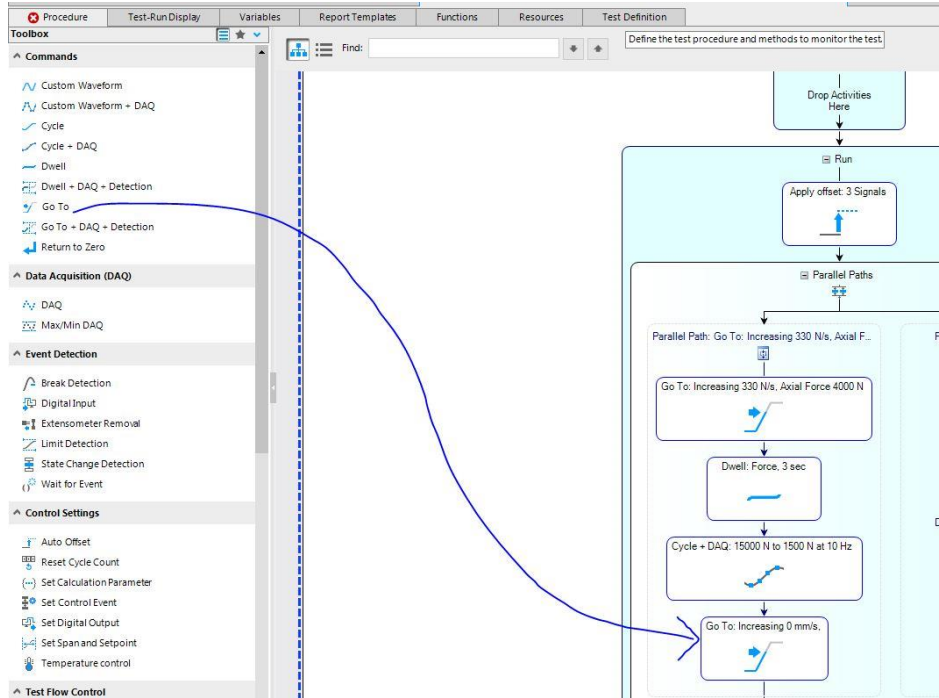 Procedure
Test-Run Display
Variables
Report Templates
Functions
Resources
Test Definition
Toolbox
Find:
Define the test procedure and methods to monitor the test.
Commands
Custom Waveform
Custom Waveform + DAQ
Cycle
Cycle + DAQ
Dwell
Dwell + DAQ + Detection
Go To
Go To + DAQ + Detection
Return to Zero
Data Acquisition (DAQ)
DAQ
Max/Min DAQ
Event Detection
Break Detection
Digital Input
Extensometer Removal
Limit Detection
State Change Detection
Wait for Event
Control Settings
Auto Offset
Reset Cycle Count
Set Calculation Parameter
Set Control Event
Set Digital Output
Set Span and Setpoint
Temperature control
Test Flow Control
Drop Activities
Here
Run
Apply offset: 3 Signals
Parallel Paths
Parallel Path: Go To: Increasing 330 N/s, Axial F...
Go To: Increasing 330 N/s, Axial Force 4000 N
Dwell: Force, 3 sec
Cycle + DAQ: 15000 N to 1500 N at 10 Hz
Go To: Increasing 0 mm/s,